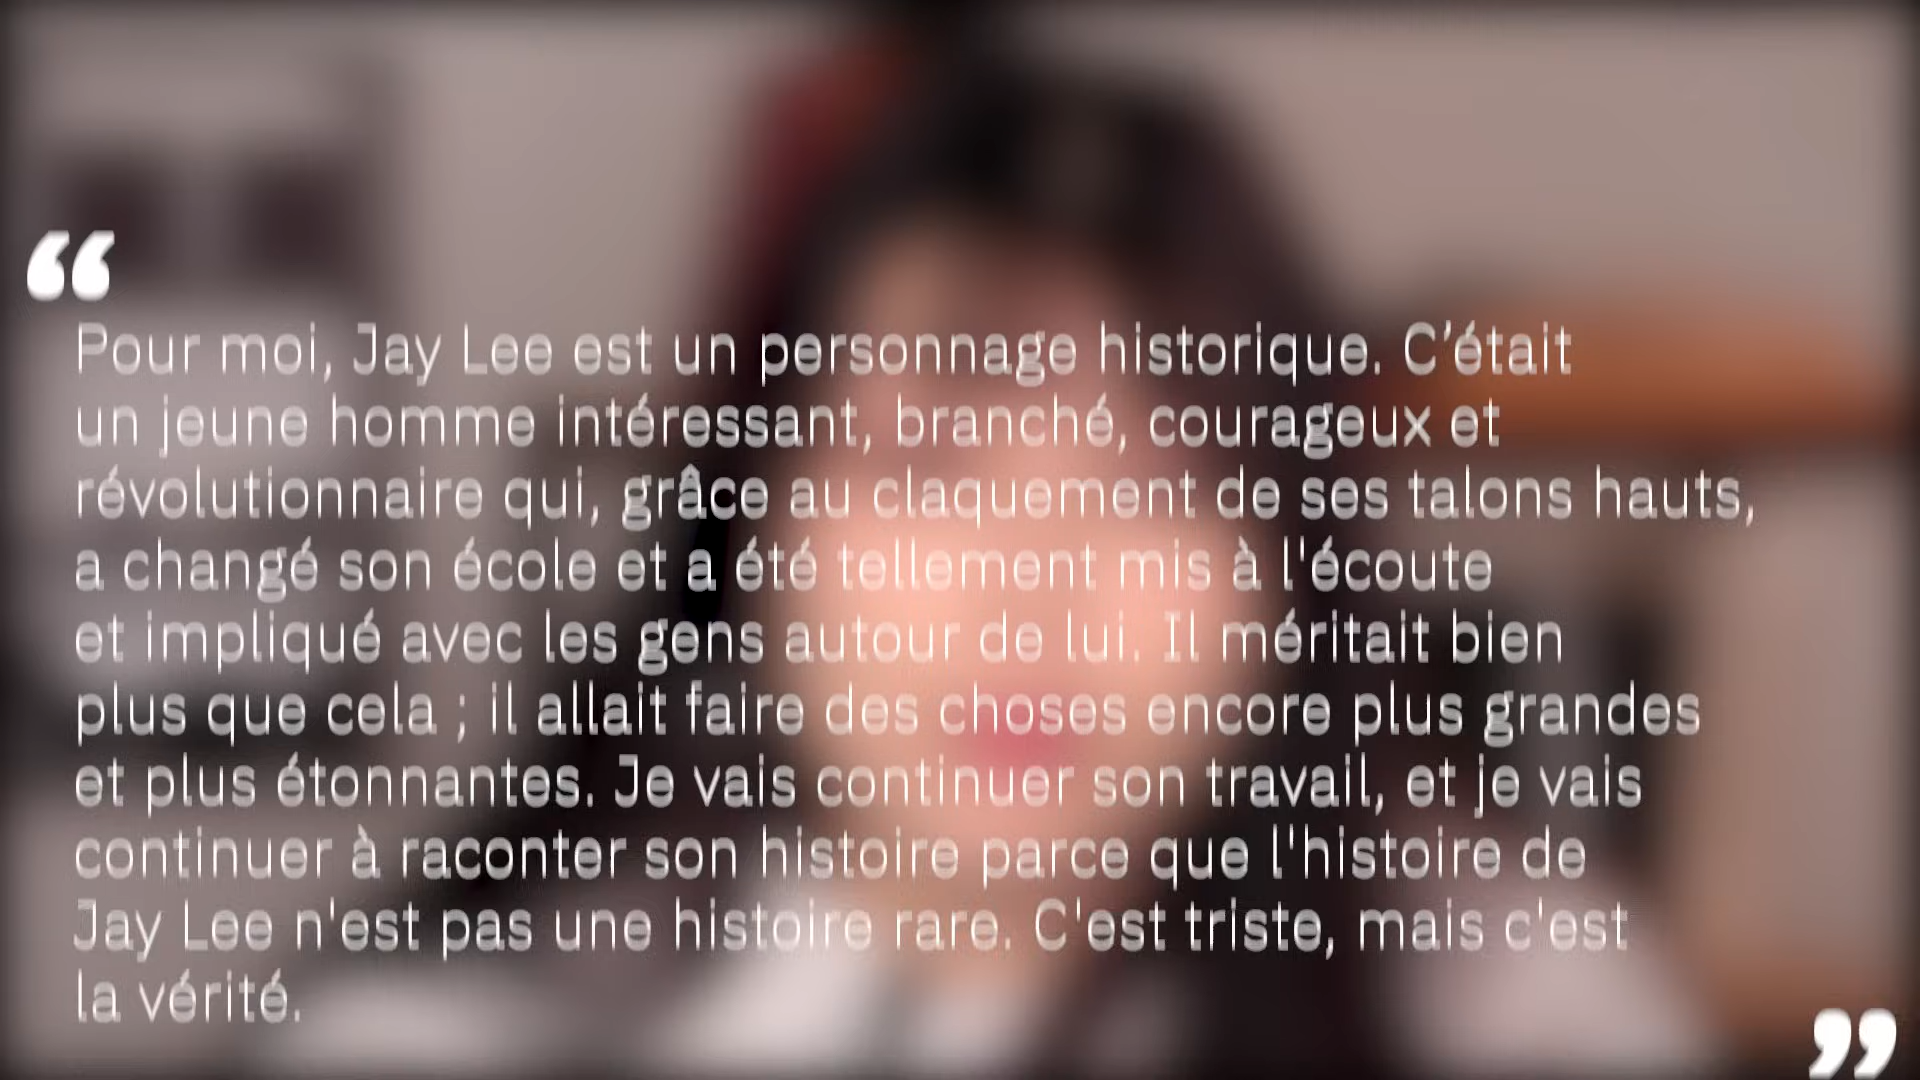 “
Pour moi, Jay Lee est un personnage historique. C’était
un jeune homme intéressant, branché, courageux et
révolutionnaire qui, grâce au claquement de ses talons hauts,
a changé son école et a été tellement mis à l'écoute
et impliqué avec les gens autour de lui. Il méritait bien
plus que cela ; il allait faire des choses encore plus grandes
et plus étonnantes. Je vais continuer son travail, et je vais
continuer à raconter son histoire parce que l'histoire de
Jay Lee n'est pas une histoire rare. C'est triste, mais c'est
la vérité.
”